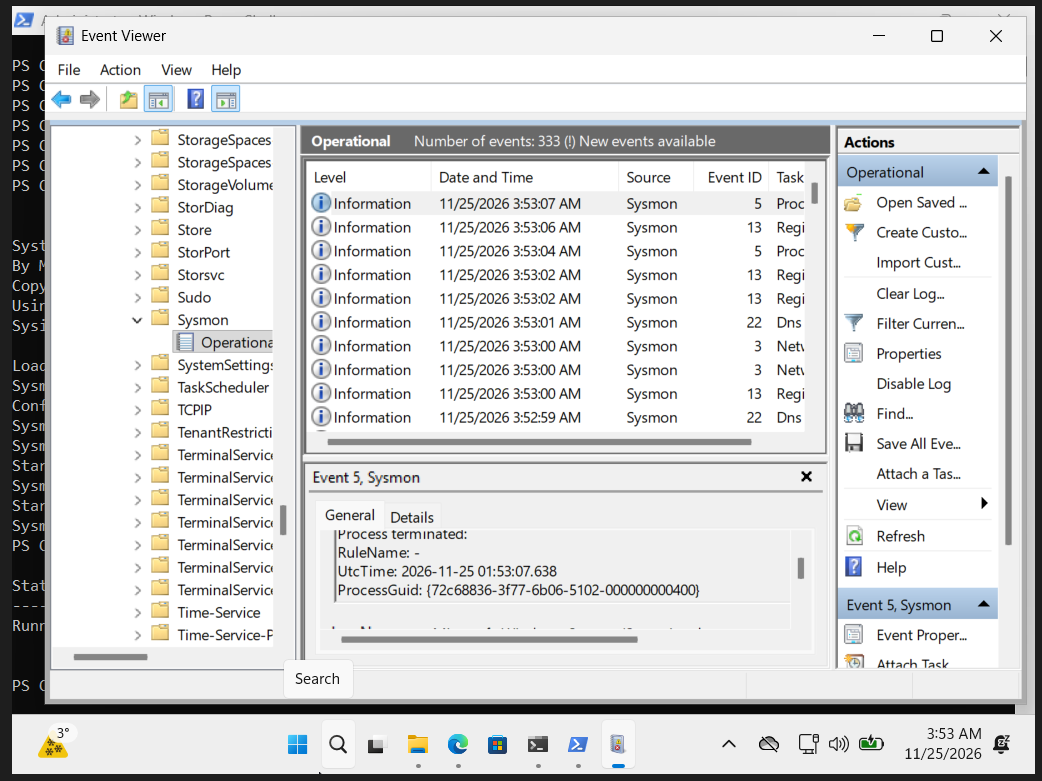 Event Viewer
File Action View Help
PS C
PS C
PS C
PS C
PS C
PS C
PS C
Syst
By M
Copy
Usin
Sysi
Load
Sysm
Conf
Sysm
Sysm
Star
Sysm
Star
Sysm
PS C
Stat
----
Runn
PS C
StorageSpaces
StorageSpaces
StorageVolume
StorDiag
Store
StorPort
Storsvc
Sudo
Sysmon
Operationa
SystemSettings
TaskScheduler
TCPIP
TenantRestricti
TerminalService
TerminalService
TerminalService
TerminalService
TerminalService
TerminalService
TerminalService
Time-Service
Time-Service-P
Operational Number of events: 333 (!) New events available
Level Date and Time Source Event ID Task
Information 11/25/2026 3:53:07 AM Sysmon 5 Proc
Information 11/25/2026 3:53:06 AM Sysmon 13 Regi
Information 11/25/2026 3:53:04 AM Sysmon 5 Proc
Information 11/25/2026 3:53:02 AM Sysmon 13 Regi
Information 11/25/2026 3:53:02 AM Sysmon 13 Regi
Information 11/25/2026 3:53:01 AM Sysmon 22 Dns
Information 11/25/2026 3:53:00 AM Sysmon 3 Netw
Information 11/25/2026 3:53:00 AM Sysmon 3 Netw
Information 11/25/2026 3:53:00 AM Sysmon 13 Regi
Information 11/25/2026 3:52:59 AM Sysmon 22 Dns
Event 5, Sysmon
General Details
Process terminated:
RuleName: -
UtcTime: 2026-11-25 01:53:07.638
ProcessGuid: {72c68836-3f77-6b06-5102-000000000400}
Actions
Operational
Open Saved ...
Create Custo...
Import Cust...
Clear Log...
Filter Curren...
Properties
Disable Log
Find...
Save All Eve...
Attach a Tas...
View
Refresh
Help
Event 5, Sysmon
Event Proper...
Attach Task
Search
3°
3:53 AM
11/25/2026